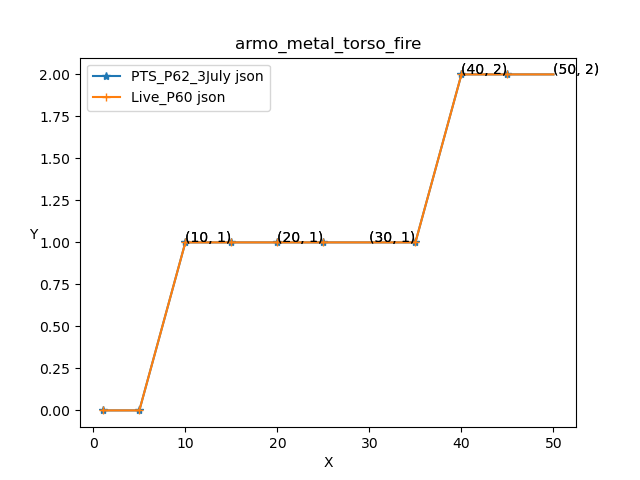 armo_metal_torso_fire
PTS_P62_3July json
Live_P60 json
(40, 2) (50, 2)
(10, 1) (20, 1) (30, 1)
2.00
1.75
1.50
1.25
Y 1.00
0.75
0.50
0.25
0.00
0 10 20 30 40 50
X